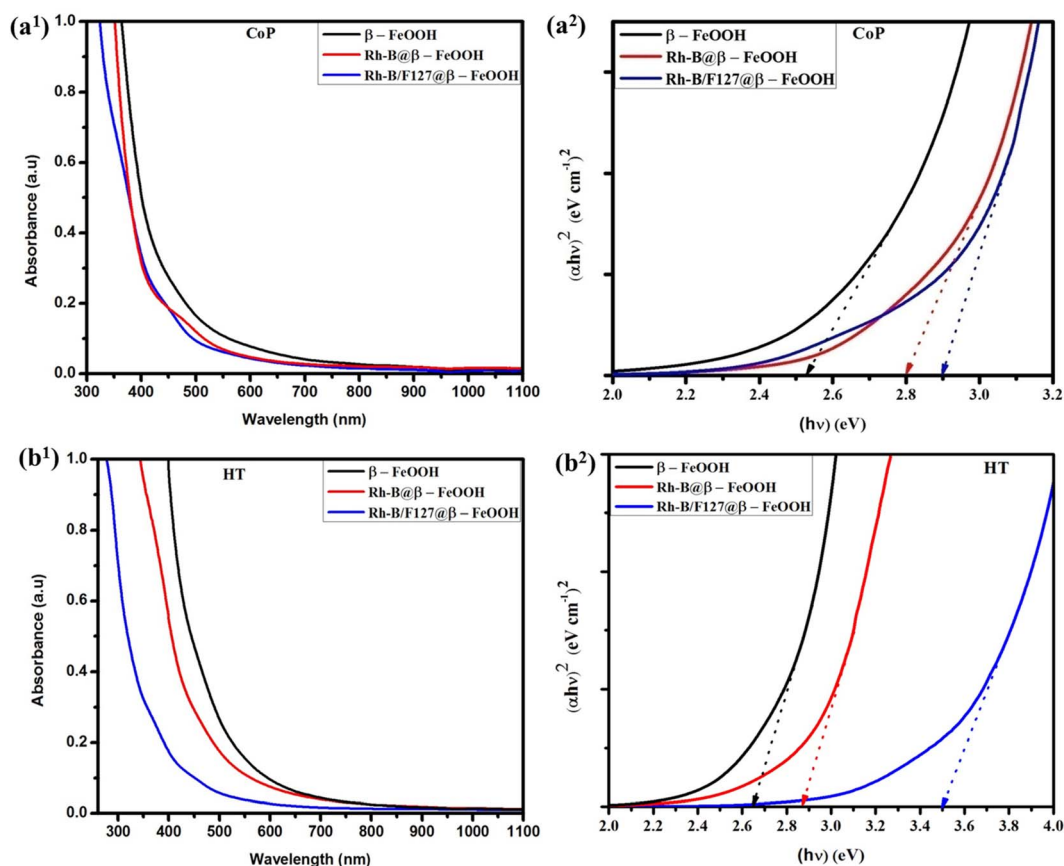 (a¹)
CoP
β – FeOOH
Rh-B@β – FeOOH
Rh-B/F127@β – FeOOH
Absorbance (a.u)
1.0
0.8
0.6
0.4
0.2
0.0
300 400 500 600 700 800 900 1000 1100
Wavelength (nm)
(a²)
CoP
β – FeOOH
Rh-B@β – FeOOH
Rh-B/F127@β – FeOOH
(αhν)² (eV cm⁻¹)²
2.0 2.2 2.4 2.6 2.8 3.0 3.2
(hν) (eV)
(b¹)
HT
β – FeOOH
Rh-B@β – FeOOH
Rh-B/F127@β – FeOOH
Absorbance (a.u)
1.0
0.8
0.6
0.4
0.2
0.0
300 400 500 600 700 800 900 1000 1100
Wavelength (nm)
(b²)
HT
β – FeOOH
Rh-B@β – FeOOH
Rh-B/F127@β – FeOOH
(αhν)² (eV cm⁻¹)²
2.0 2.2 2.4 2.6 2.8 3.0 3.2 3.4 3.6 3.8 4.0
(hν) (eV)